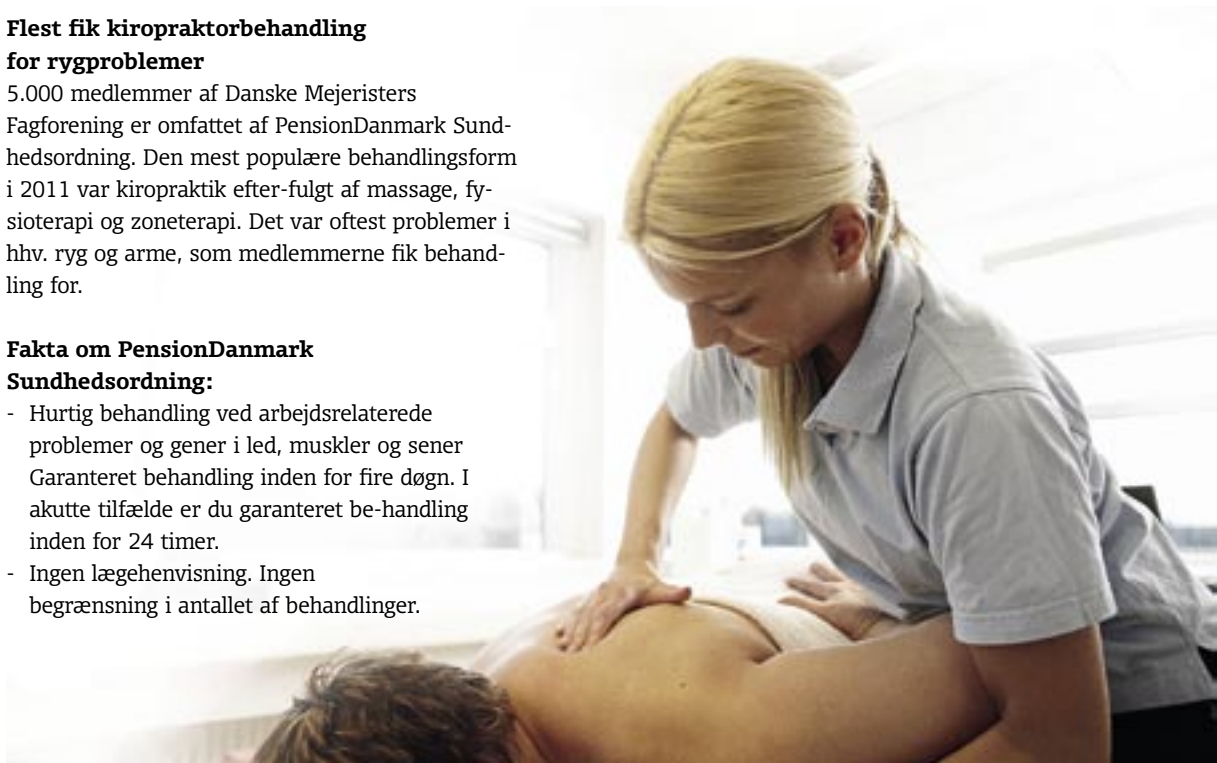 Flest fik kiropraktorbehandling
for rygproblemer
5.000 medlemmer af Danske Mejeristers
Fagforening er omfattet af PensionDanmark Sund-
hedsordning. Den mest populære behandlingsform
i 2011 var kiropraktik efter-fulgt af massage, fy-
sioterapi og zoneterapi. Det var oftest problemer i
hhv. ryg og arme, som medlemmerne fik behand-
ling for.
Fakta om PensionDanmark
Sundhedsordning:
- Hurtig behandling ved arbejdsrelaterede
problemer og gener i led, muskler og sener
Garanteret behandling inden for fire døgn. I
akutte tilfælde er du garanteret be-handling
inden for 24 timer.
- Ingen lægehenvisning. Ingen
begrænsning i antallet af behandlinger.